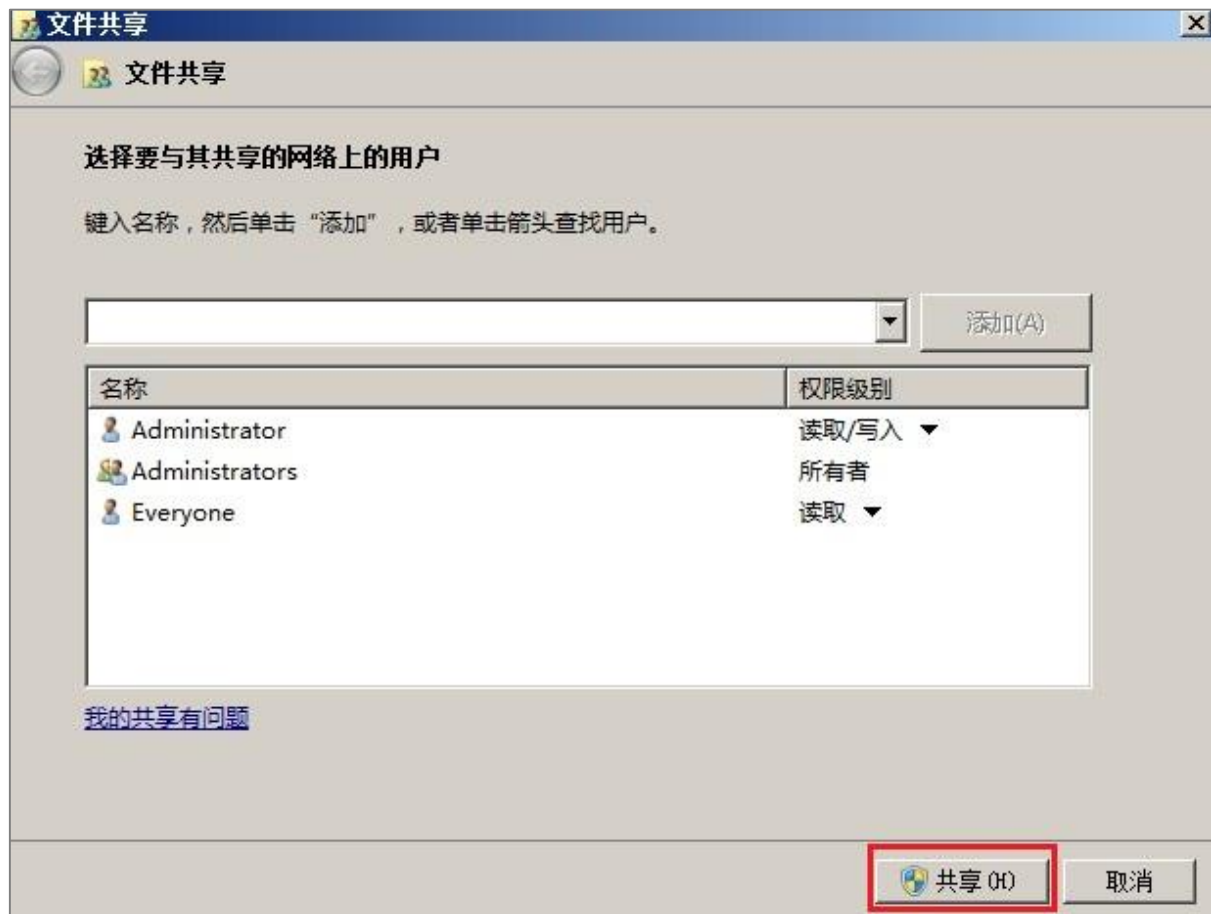 文件共享
文件共享
选择要与其共享的网络上的用户
键入名称，然后单击“添加”，或者单击箭头查找用户。
添加(A)
名称 权限级别
Administrator 读取/写入
Administrators 所有者
Everyone 读取
我的共享有问题
共享(H) 取消